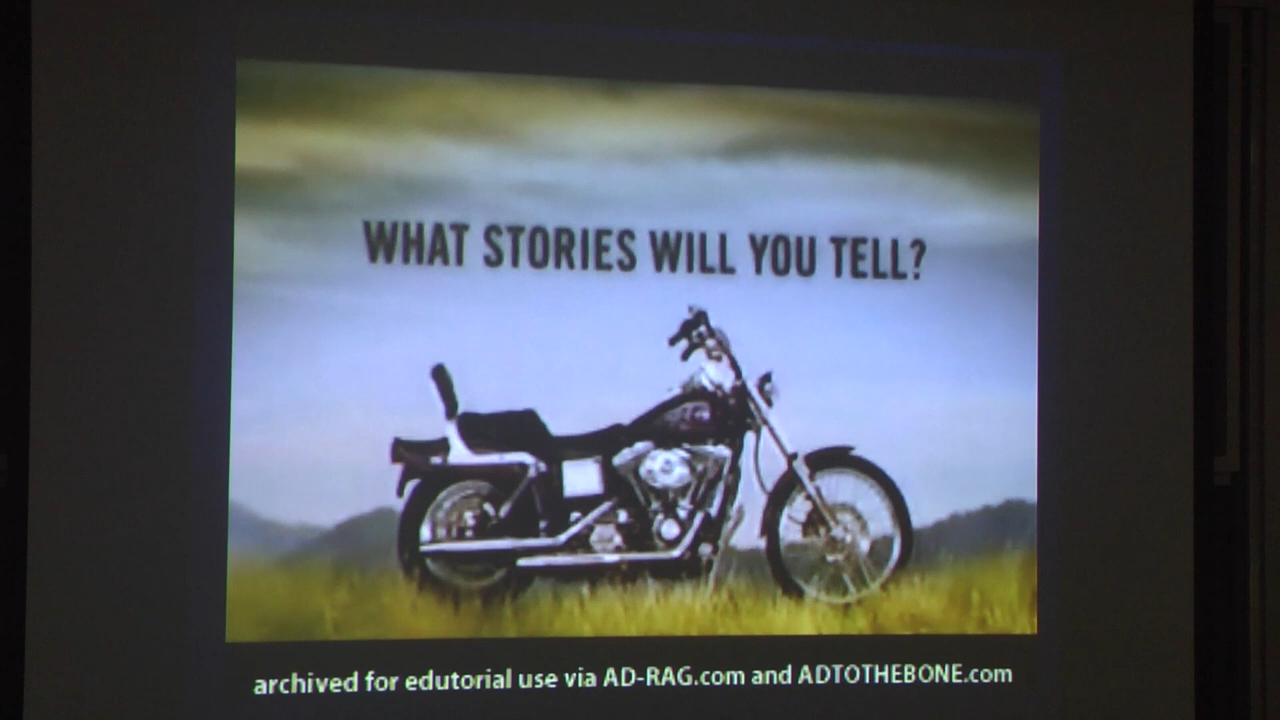 WHAT STORIES WILL YOU TELL?
archived for edutorial use via AD-RAG.com and ADTOTHEBONE.com